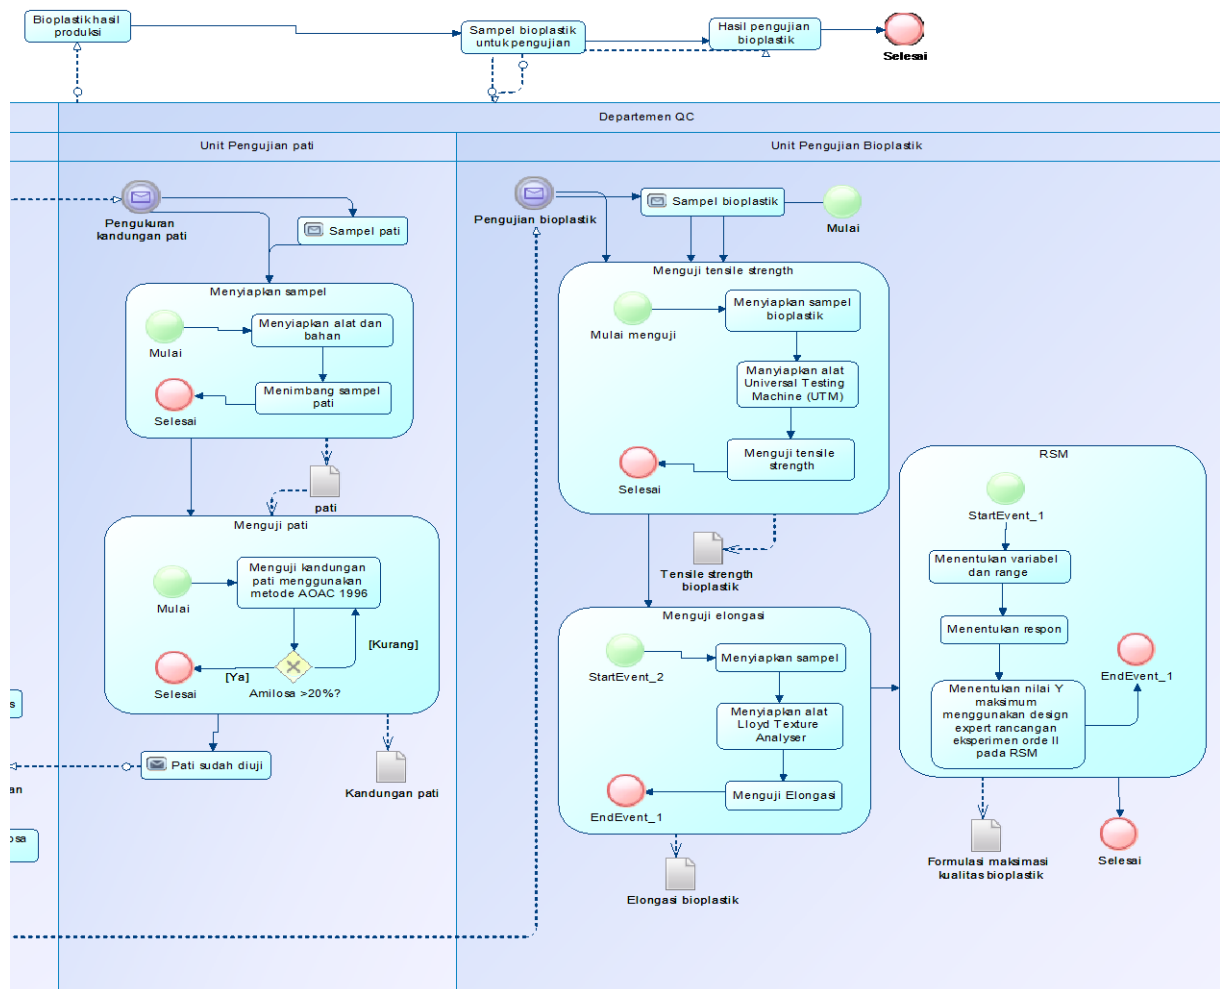 Bioplastik hasil
produksi
Sampel bioplastik
untuk pengujian
Hasil pengujian
bioplastik
Selesai
Departemen QC
Unit Pengujian pati
Unit Pengujian Bioplastik
Pengukuran
kandungan pati
Sampel pati
Menyiapkan sampel
Mulai
Menyiapkan alat dan
bahan
Menimbang sampel
pati
Selesai
pati
Menguji pati
Mulai
Menguji kandungan
pati menggunakan
metode AOAC 1996
[Kurang]
[Ya]
Selesai
Amilosa >20%?
Pati sudah diuji
Kandungan pati
s
an
osa
Pengujian bioplastik
Sampel bioplastik
Mulai
Menguji tensile strength
Mulai menguji
Menyiapkan sampel
bioplastik
Manyiapkan alat
Universal Testing
Machine (UTM)
Menguji tensile
strength
Selesai
Tensile strength
bioplastik
Menguji elongasi
StartEvent_2
Menyiapkan sampel
Menyiapkan alat
Lloyd Texture
Analyser
Menguji Elongasi
EndEvent_1
Elongasi bioplastik
RSM
StartEvent_1
Menentukan variabel
dan range
Menentukan respon
Menentukan nilai Y
maksimum
menggunakan design
expert rancangan
eksperimen orde II
pada RSM
EndEvent_1
Formulasi maksimasi
kualitas bioplastik
Selesai